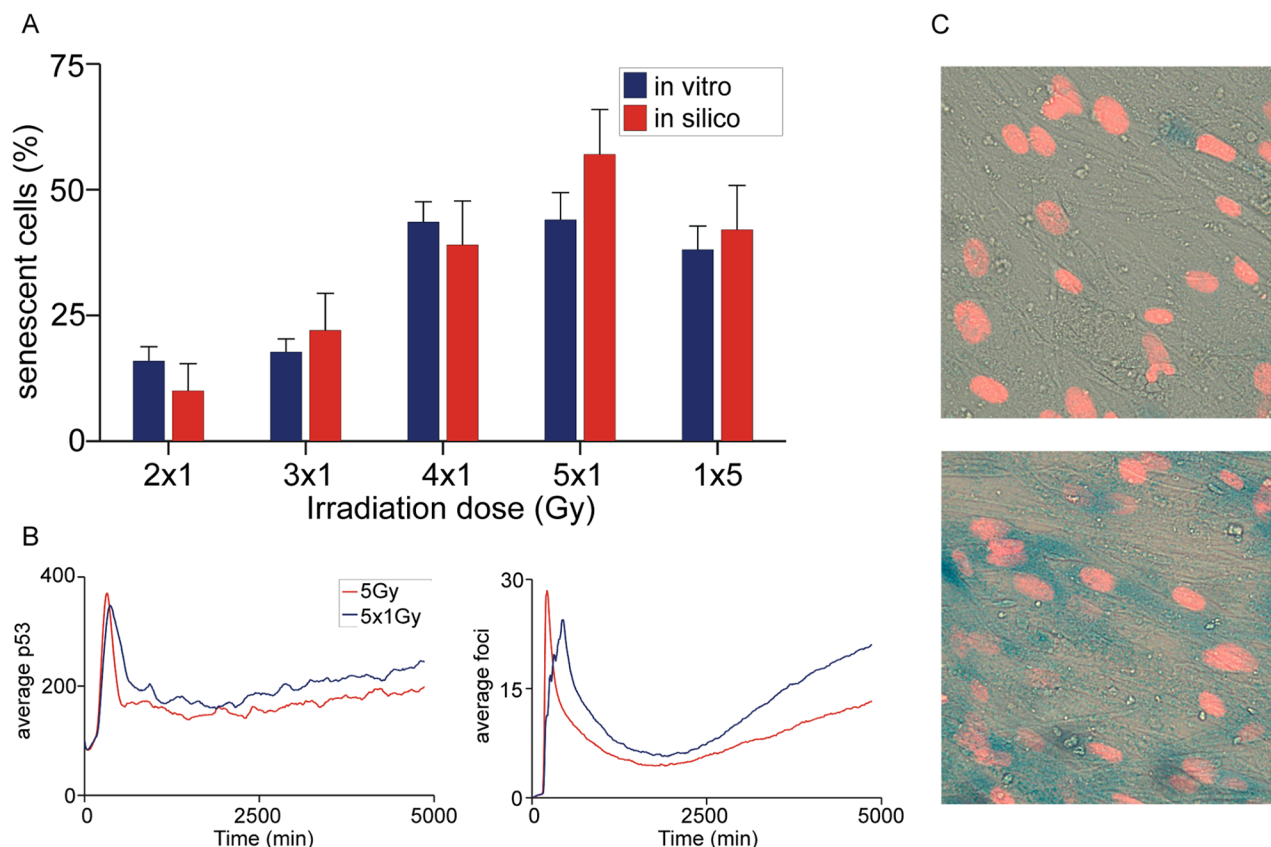 A
75
50
25
0
senescent cells (%)
in vitro
in silico
2x1
3x1
4x1
5x1
1x5
Irradiation dose (Gy)
B
400
200
0
average p53
5Gy
5x1Gy
0
2500
5000
Time (min)
30
15
0
average foci
0
2500
5000
Time (min)
C